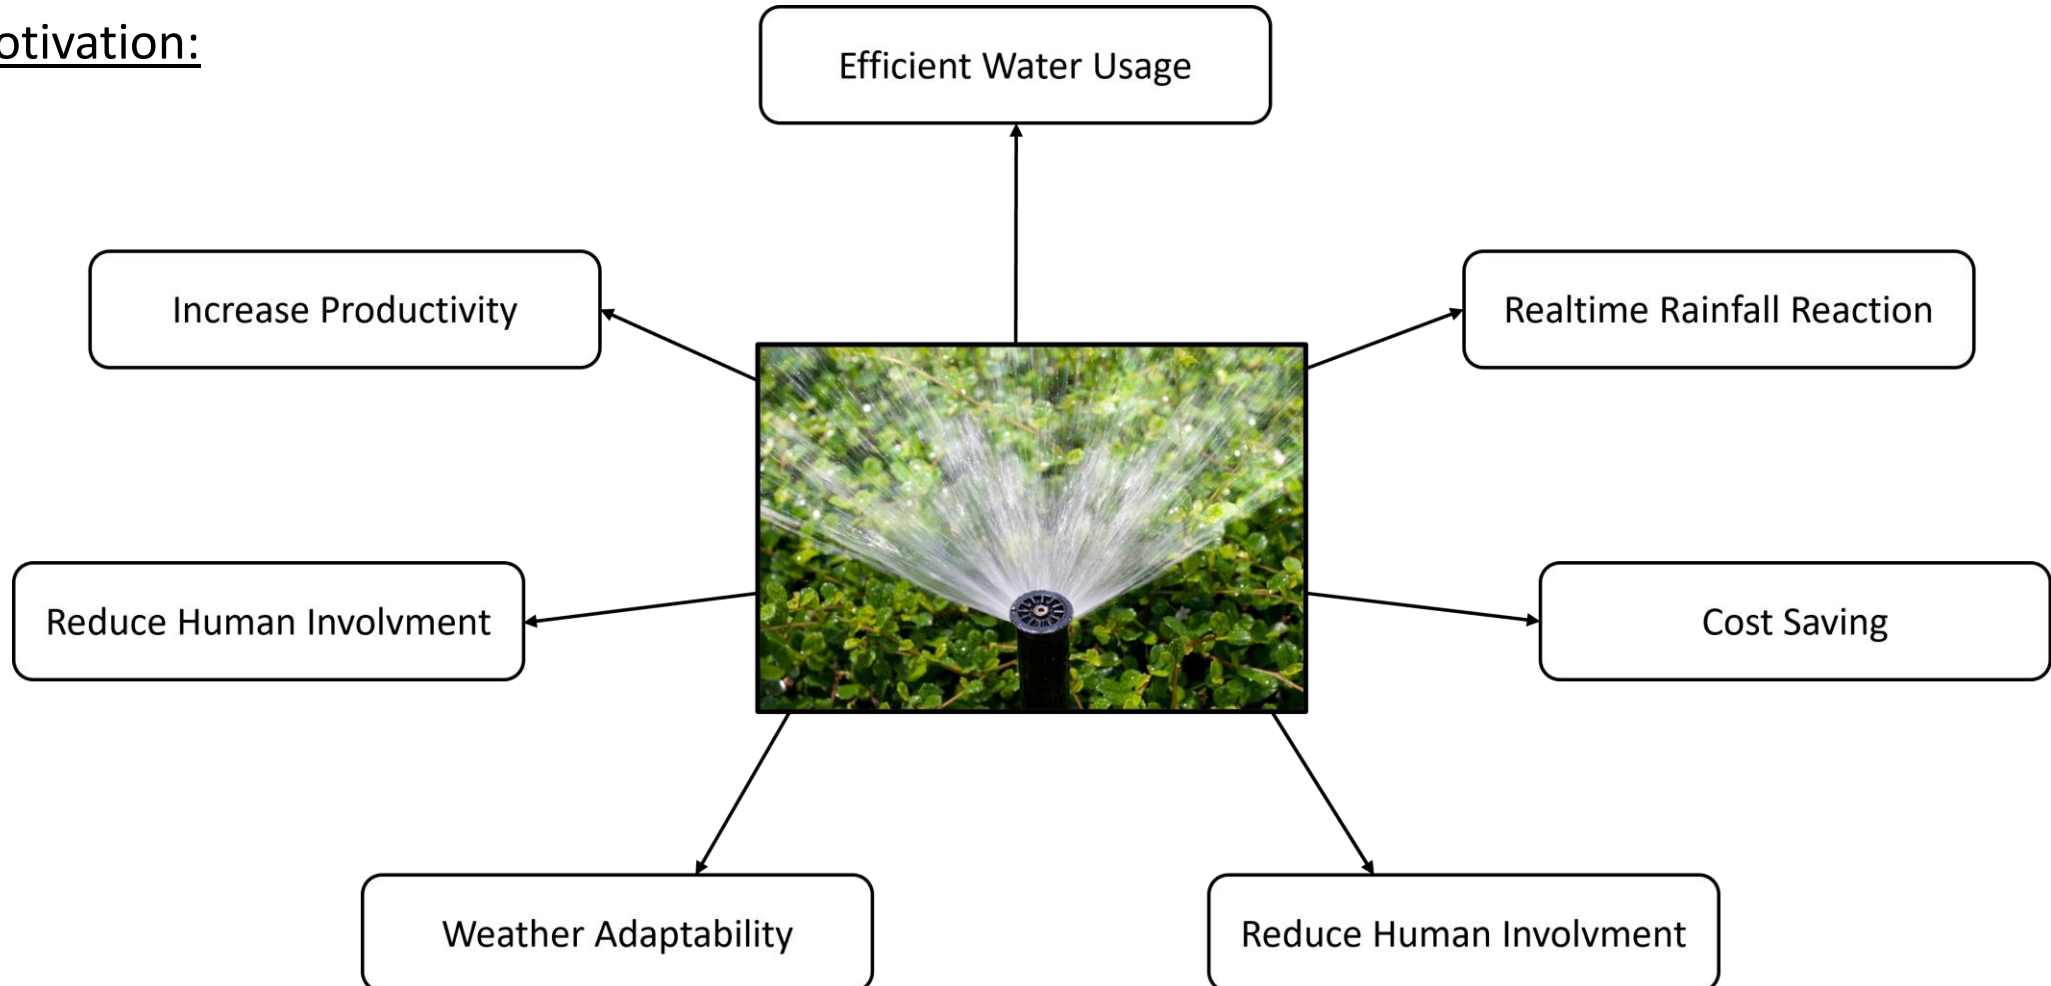 otivation:
Efficient Water Usage
Increase Productivity
Realtime Rainfall Reaction
Reduce Human Involvment
Cost Saving
Weather Adaptability
Reduce Human Involvment